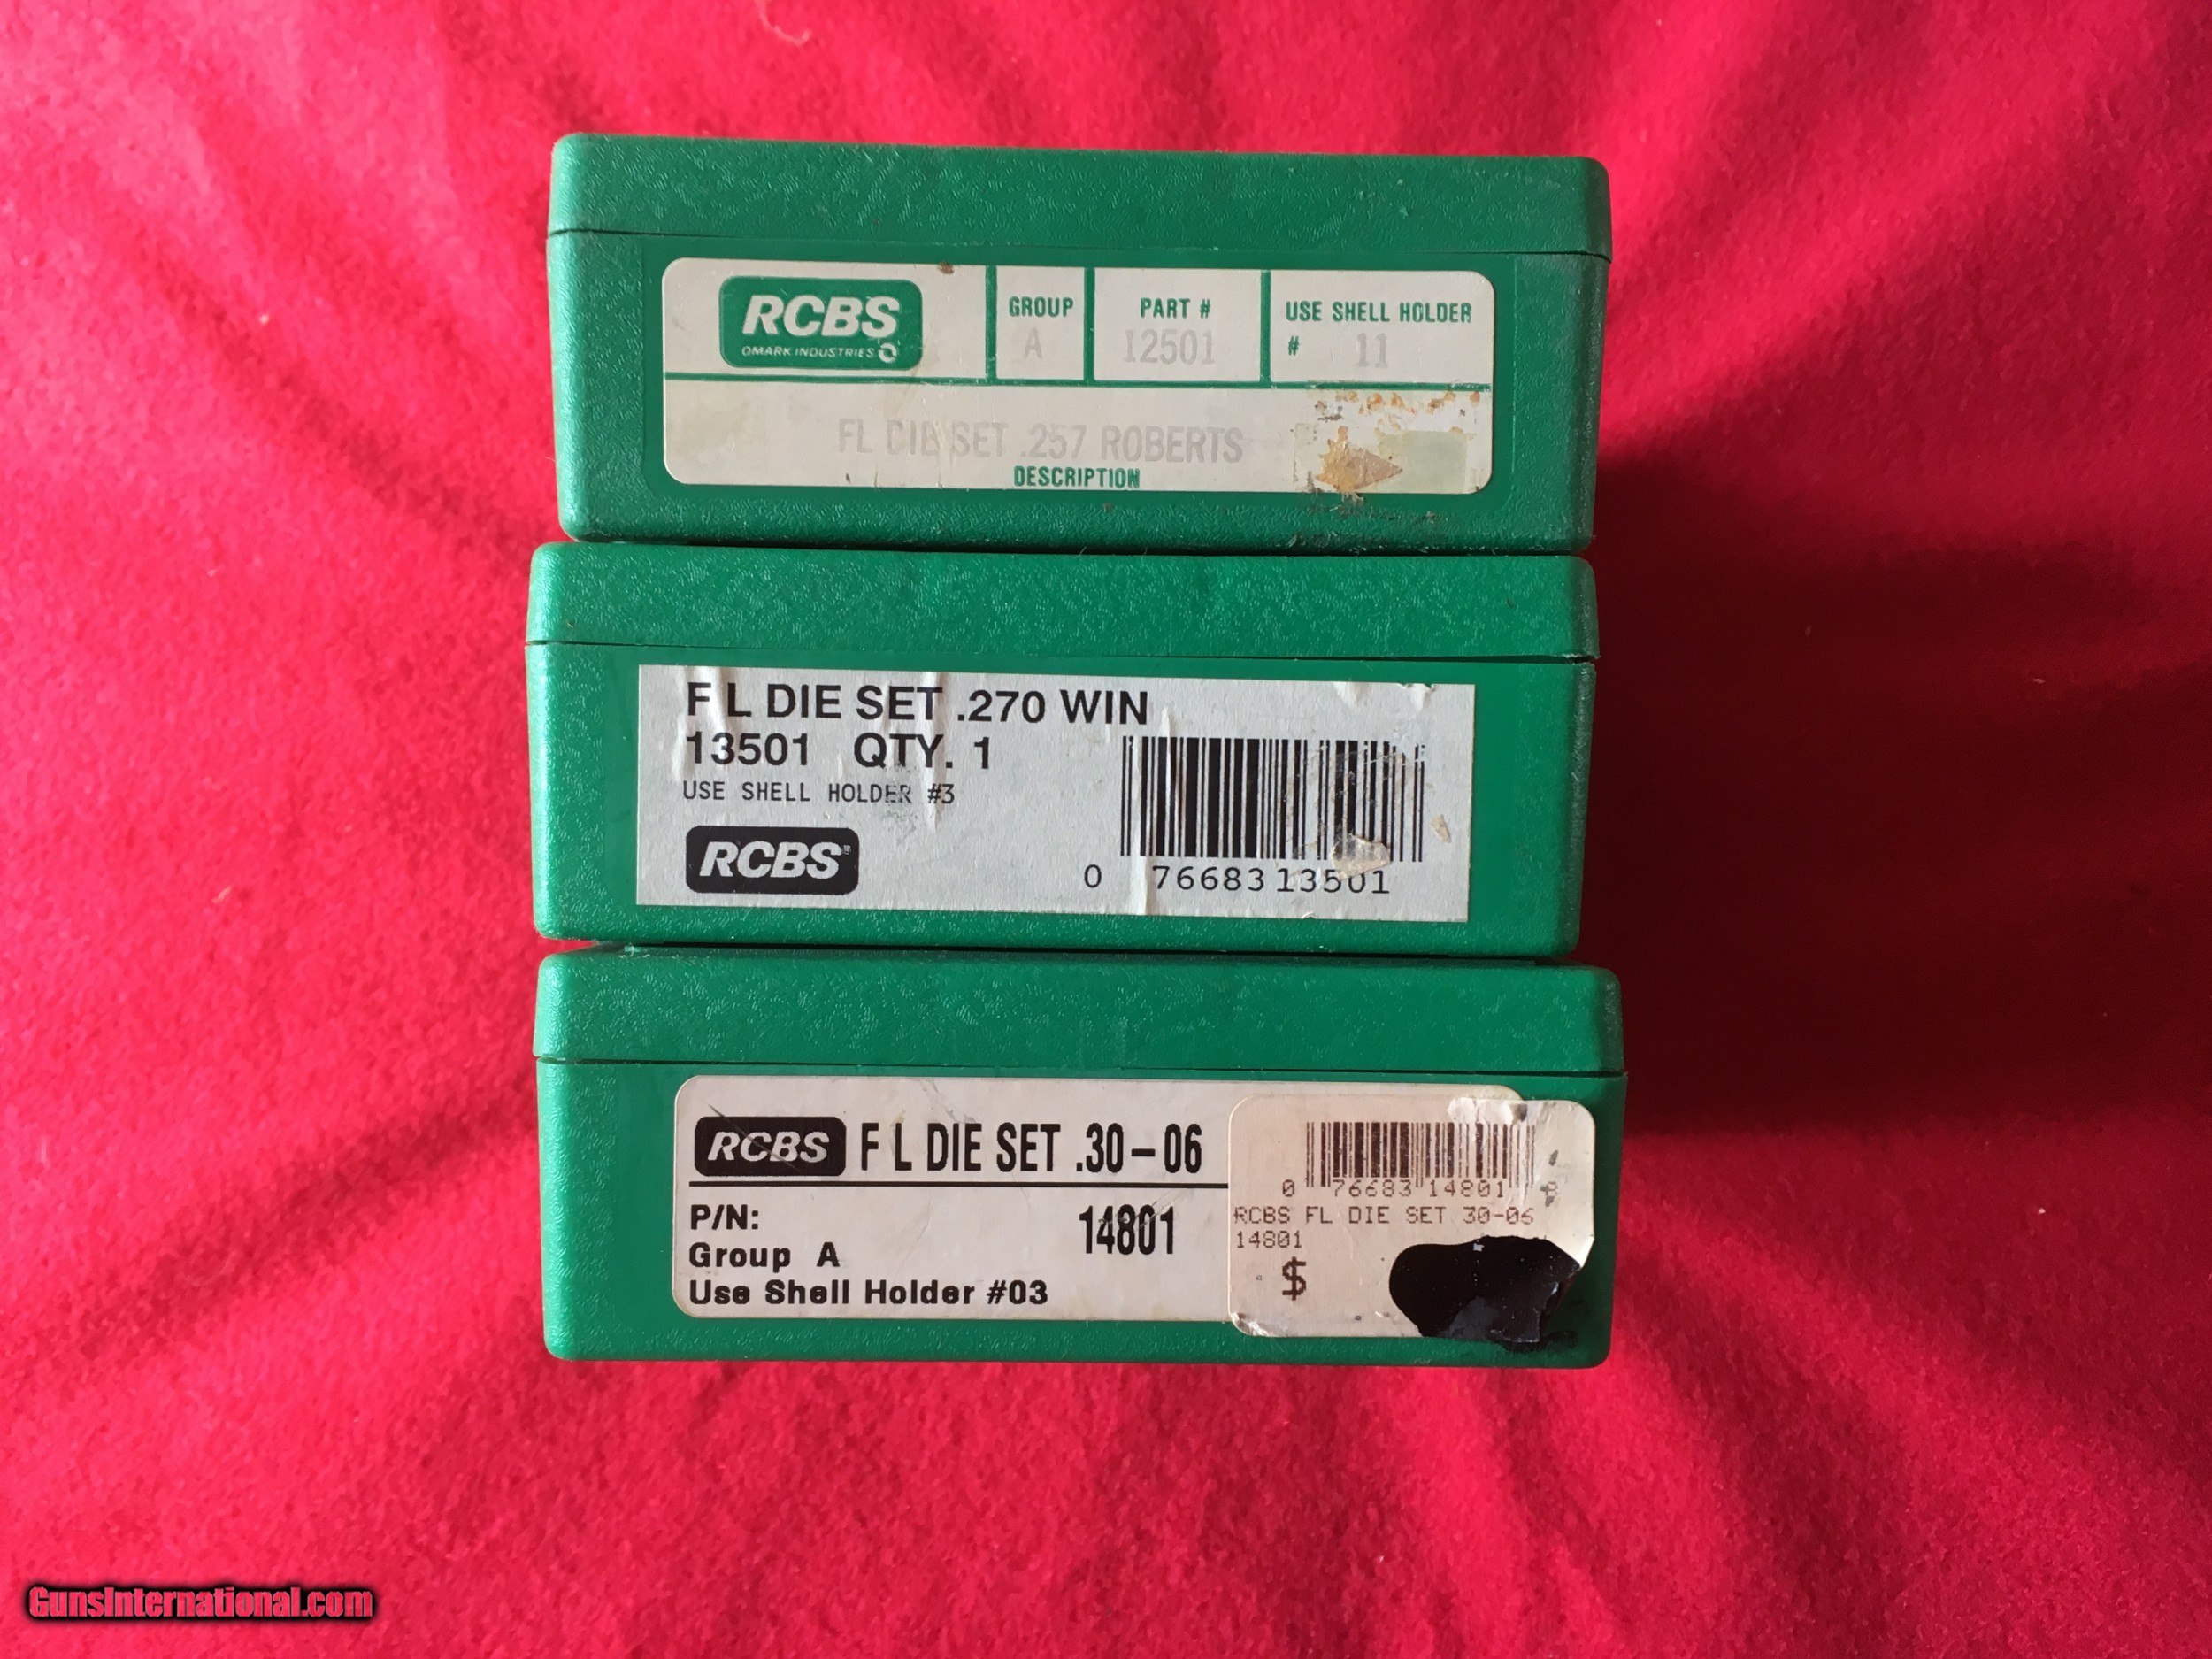 RCBS
OMARK INDUSTRIES
GROUP
A
PART #
12501
USE SHELL HOLDER
# 11
FL DIE SET .257 ROBERTS
DESCRIPTION
F L DIE SET .270 WIN
13501 QTY. 1
USE SHELL HOLDER #3
RCBS
0 76683 13501
RCBS F L DIE SET .30-06
P/N: 14801
Group A
Use Shell Holder #03
0 76683 14801
RCBS FL DIE SET 30-06
14801
$
GunsInternational.com